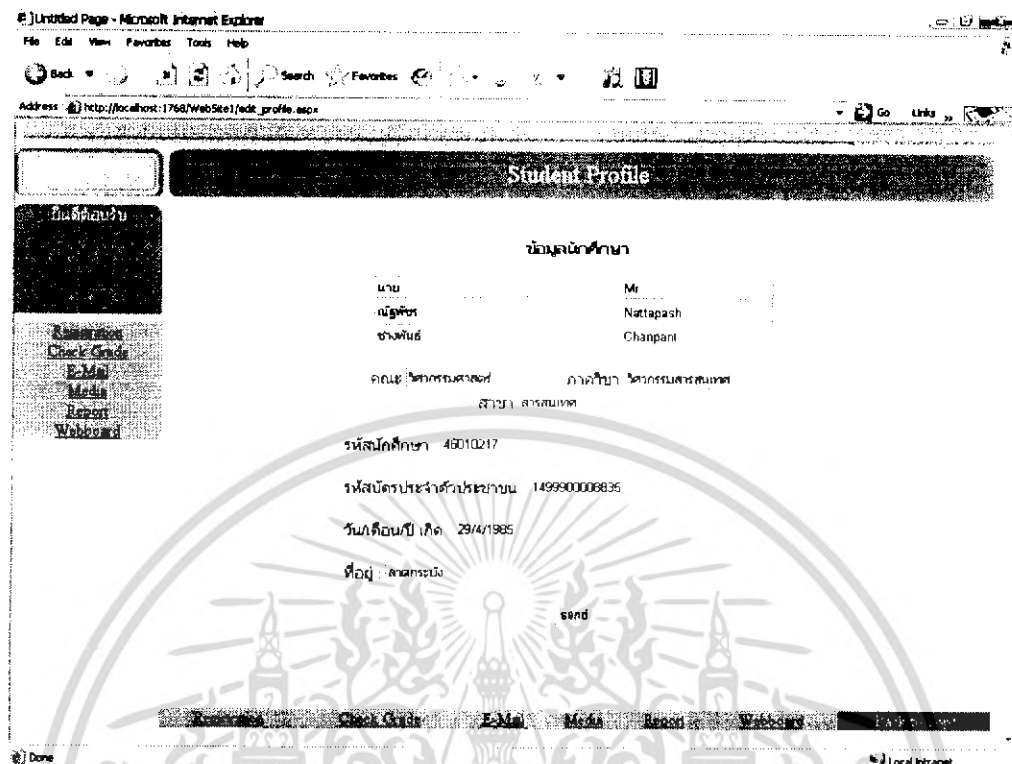 Untitled Page - Microsoft Internet Explorer
File Edit View Favorites Tools Help
Back Search Favorites
Address http://localhost:1768/WebSite1/edit_profile.aspx Go Links »
Student Profile
ยินดีต้อนรับ
ข้อมูลนักศึกษา
นาย Mr
ณัฐพัชร Nattapash
ช่างพันธ์ Chanpant
Registration
Check Grade
E-Mail
Media
Report
Webboard
คณะ วิศวกรรมศาสตร์ ภาควิชา วิศวกรรมสารสนเทศ
สาขา สารสนเทศ
รหัสนักศึกษา 46010217
รหัสบัตรประจำตัวประชาชน 1499900008835
วัน/เดือน/ปี เกิด 29/4/1985
ที่อยู่ : ลาดกระบัง
ตกลง
Registration Check Grade E-Mail Media Report Webboard
Done Local intranet